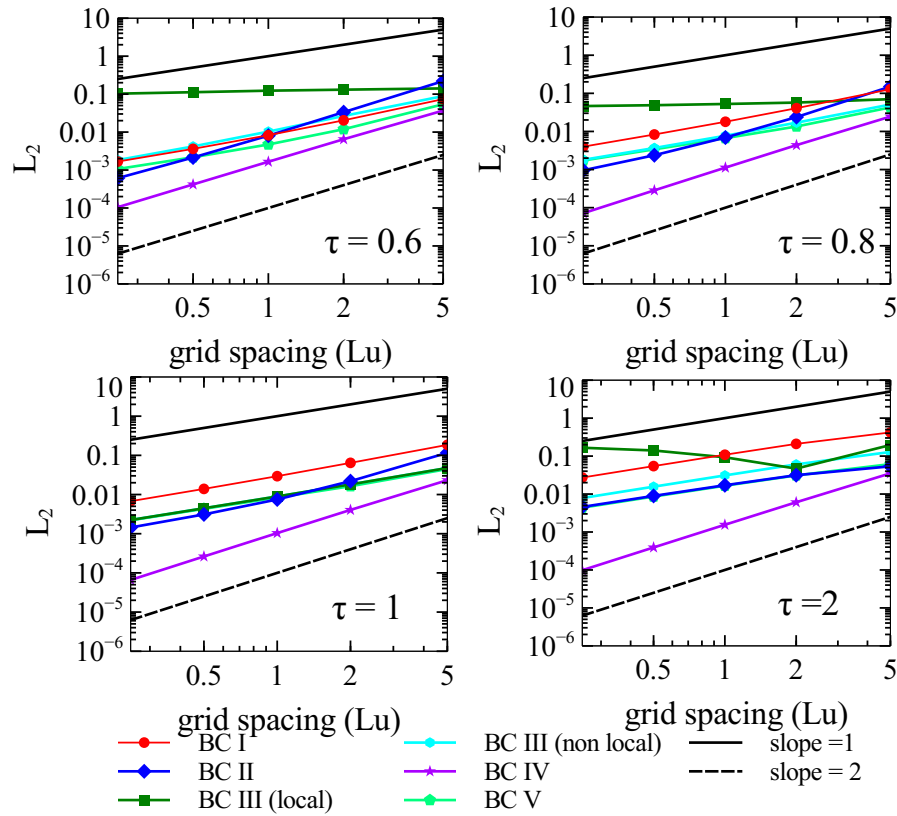 10
1
0.1
0.01
10⁻³
10⁻⁴
10⁻⁵
10⁻⁶
L₂
τ = 0.6
0.5 1 2 5
grid spacing (Lu)
10
1
0.1
0.01
10⁻³
10⁻⁴
10⁻⁵
10⁻⁶
L₂
τ = 0.8
0.5 1 2 5
grid spacing (Lu)
10
1
0.1
0.01
10⁻³
10⁻⁴
10⁻⁵
10⁻⁶
L₂
τ = 1
0.5 1 2 5
grid spacing (Lu)
10
1
0.1
0.01
10⁻³
10⁻⁴
10⁻⁵
10⁻⁶
L₂
τ =2
0.5 1 2 5
grid spacing (Lu)
BC I
BC II
BC III (local)
BC III (non local)
BC IV
BC V
slope =1
slope = 2